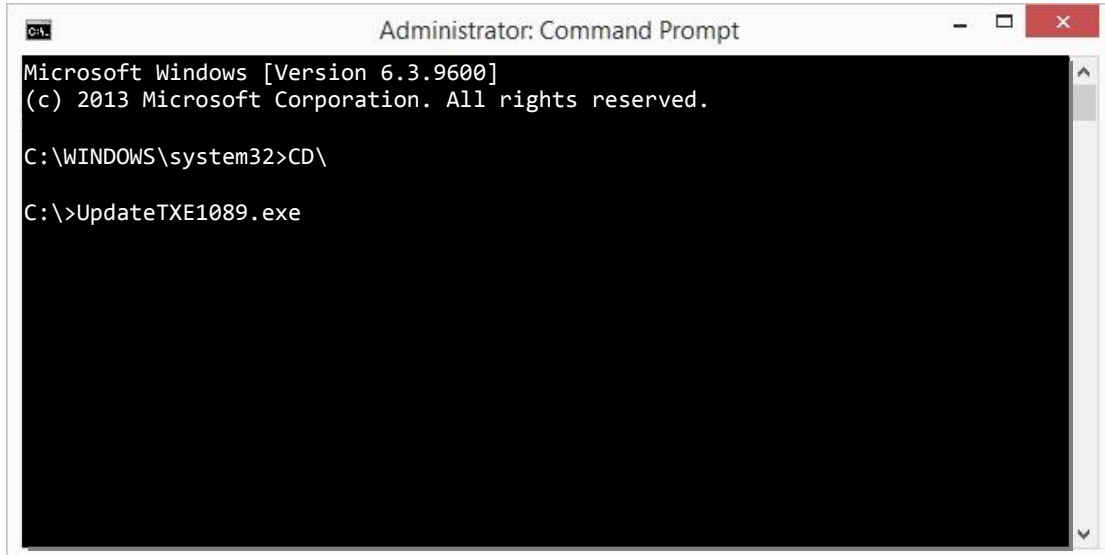 C:\.
Administrator: Command Prompt
Microsoft Windows [Version 6.3.9600]
(c) 2013 Microsoft Corporation. All rights reserved.
C:\WINDOWS\system32>CD\
C:\>UpdateTXE1089.exe